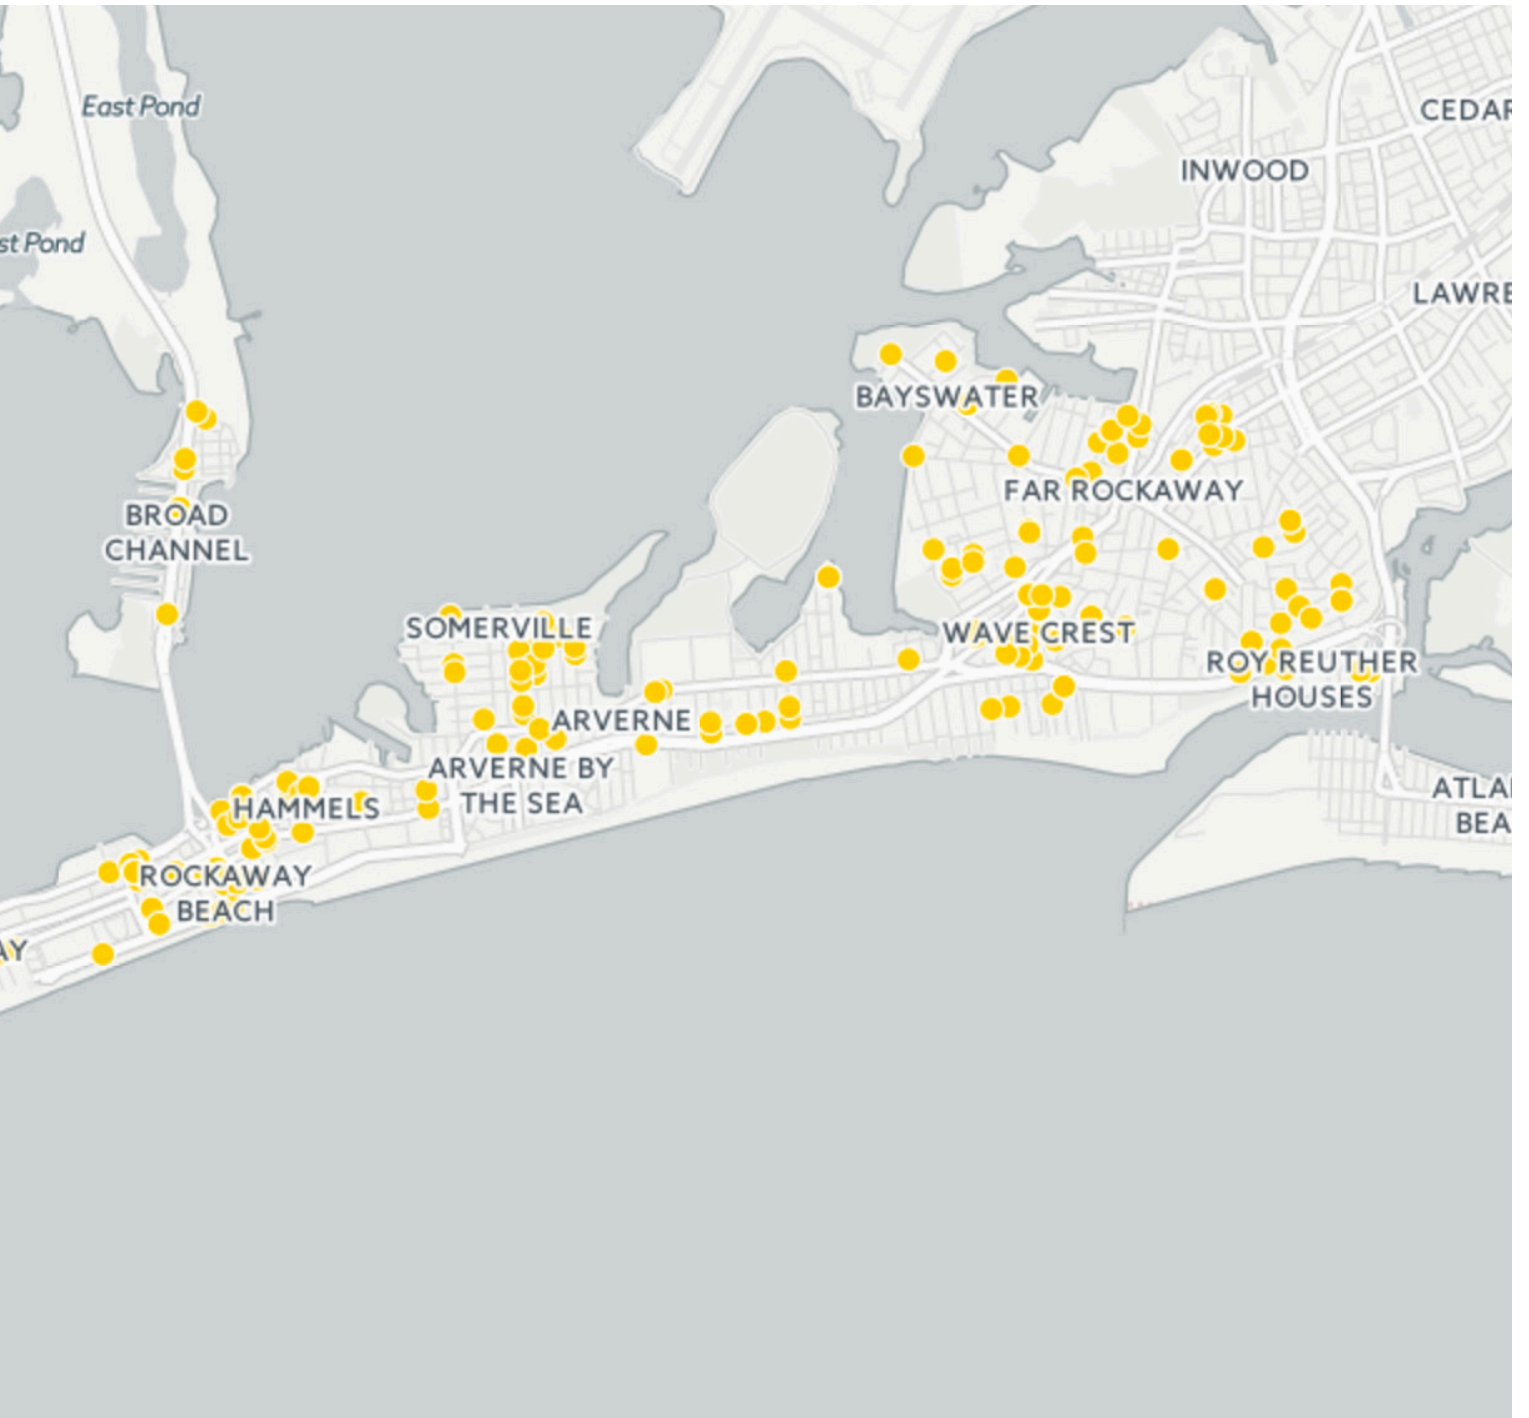 East Pond
CEDAR
INWOOD
st Pond
LAWRE
BAYSWATER
FAR ROCKAWAY
BROAD
CHANNEL
SOMERVILLE
WAVE CREST
ROY REUTHER
HOUSES
ARVERNE
ARVERNE BY
THE SEA
HAMMELS
ATLA
BEA
ROCKAWAY
BEACH
AY